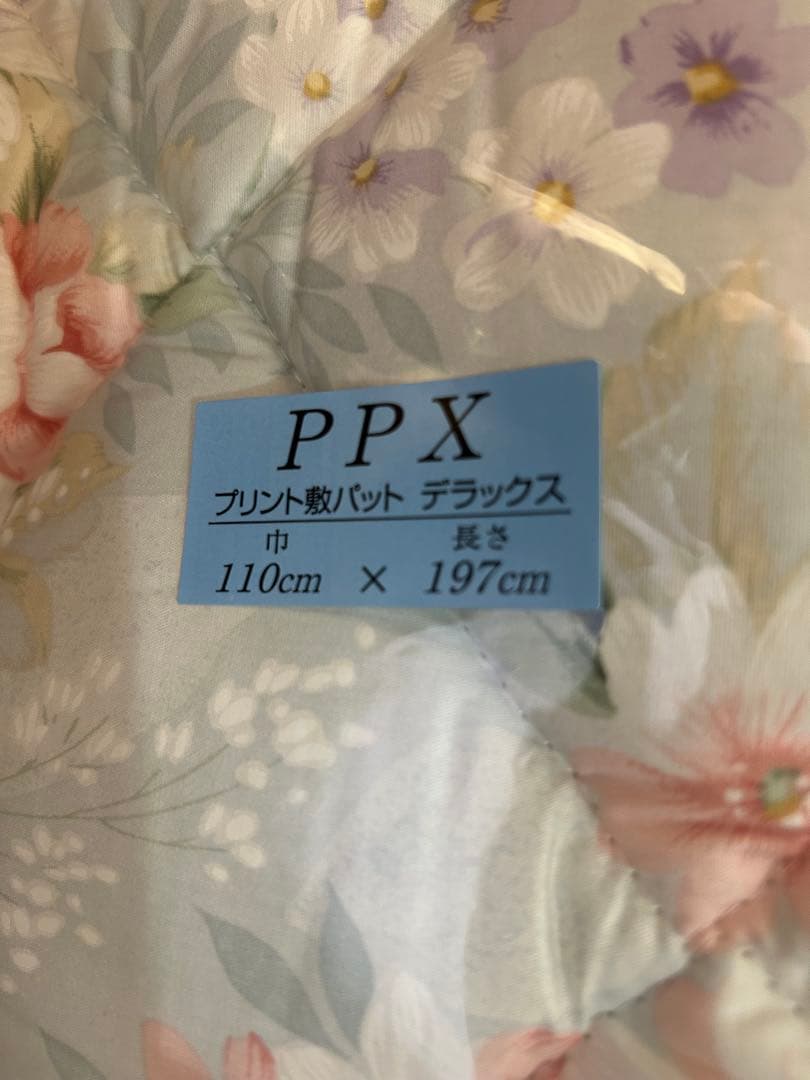 PPX
プリント敷パット デラックス
巾 長さ
110cm × 197cm